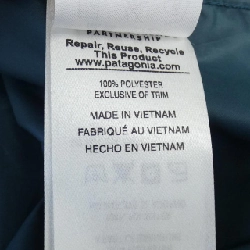 PARTNERSHIP
Repair, Reuse, Recycle
This Product
www.patagonia.com
100% POLYESTER
EXCLUSIVE OF TRIM
MADE IN VIETNAM
FABRIQUÉ AU VIETNAM
HECHO EN VIETNAM